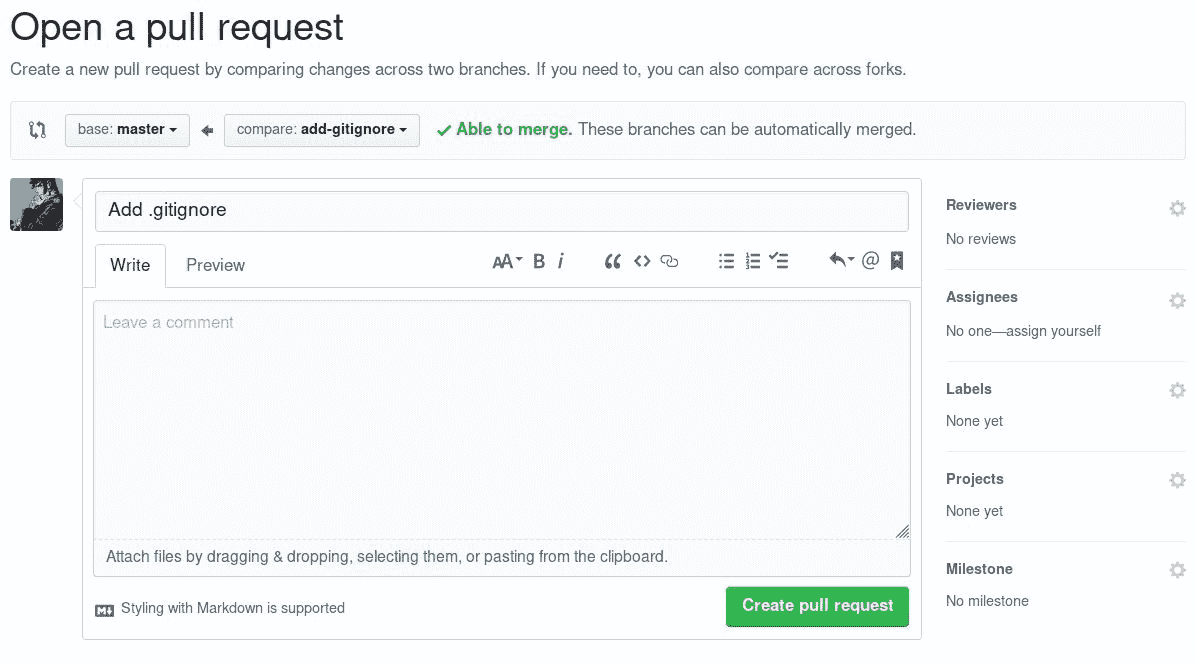 Open a pull request
Create a new pull request by comparing changes across two branches. If you need to, you can also compare across forks.
base: master
compare: add-gitignore
Able to merge. These branches can be automatically merged.
Add .gitignore
Write
Preview
AA B i
Leave a comment
Attach files by dragging & dropping, selecting them, or pasting from the clipboard.
Styling with Markdown is supported
Create pull request
Reviewers
No reviews
Assignees
No one—assign yourself
Labels
None yet
Projects
None yet
Milestone
No milestone